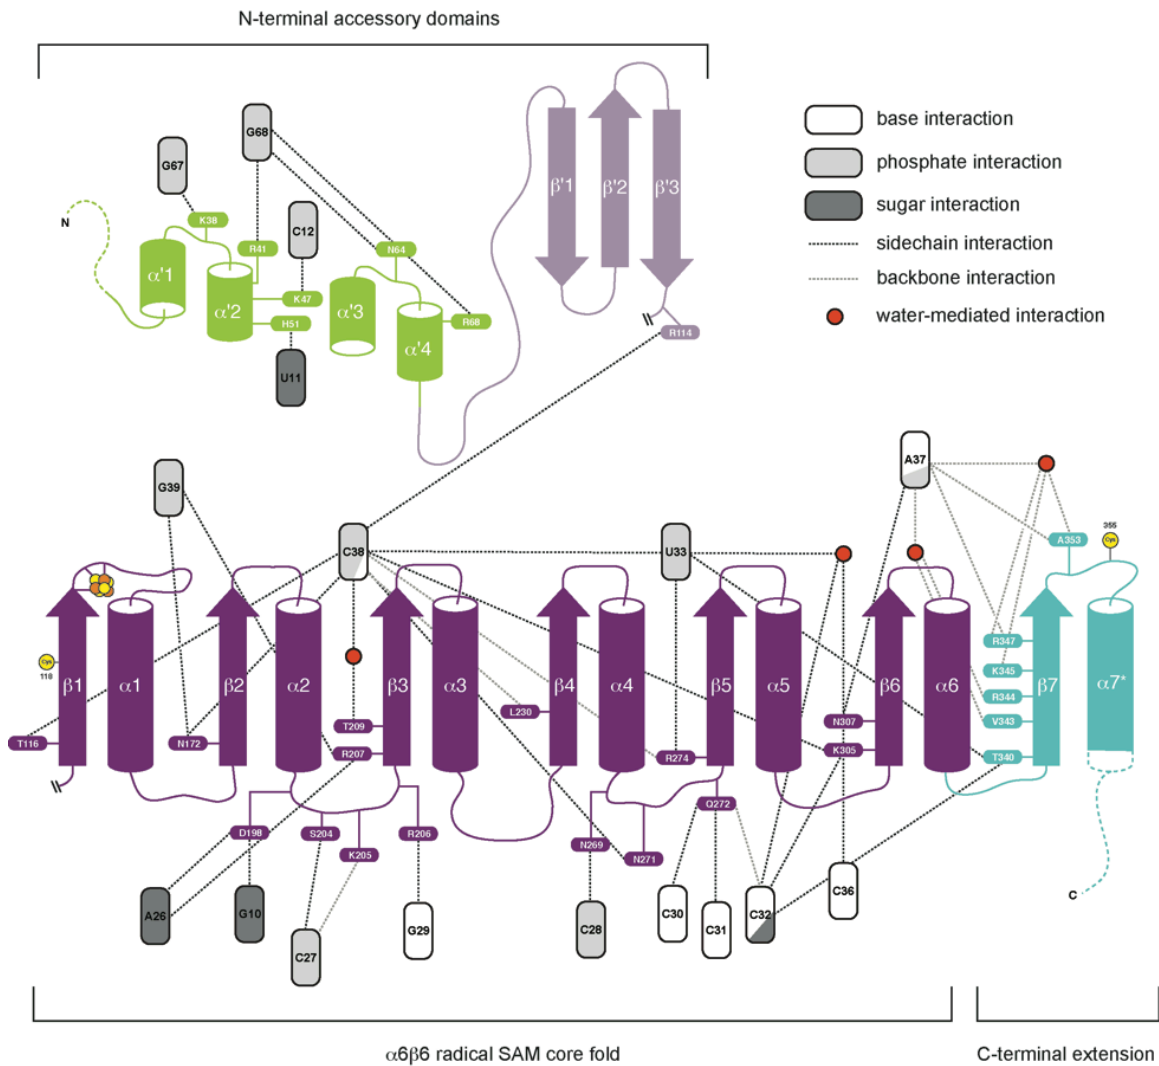 N-terminal accessory domains
G67
G68
C12
N
K38
R41
N64
K47
H51
R68
R114
U11
α'1
α'2
α'3
α'4
β'1
β'2
β'3
base interaction
phosphate interaction
sugar interaction
sidechain interaction
backbone interaction
water-mediated interaction
G39
C38
U33
A37
A353
355
Cys
Cys
110
β1
α1
β2
α2
β3
α3
β4
α4
β5
α5
β6
α6
β7
α7*
T116
N172
T209
R207
L230
R274
N307
K305
R347
K345
R344
V343
T340
D198
S204
K205
R206
N269
N271
Q272
A26
G10
C27
G29
C28
C30
C31
C32
C36
C
α6β6 radical SAM core fold
C-terminal extension